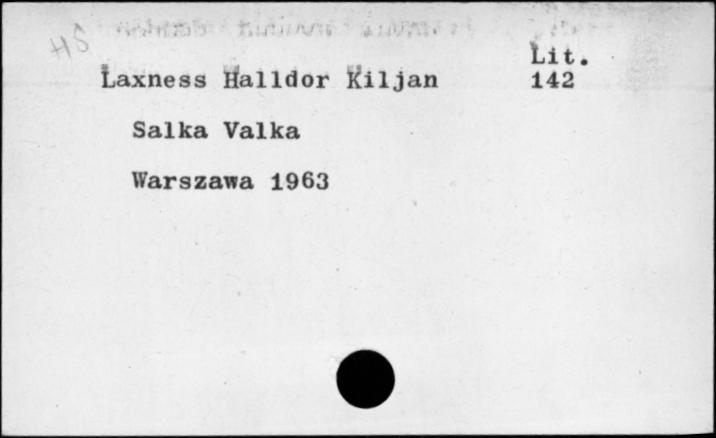 Lit.
Laxness Halldor Kiljan 142
Salka Valka
Warszawa 1963